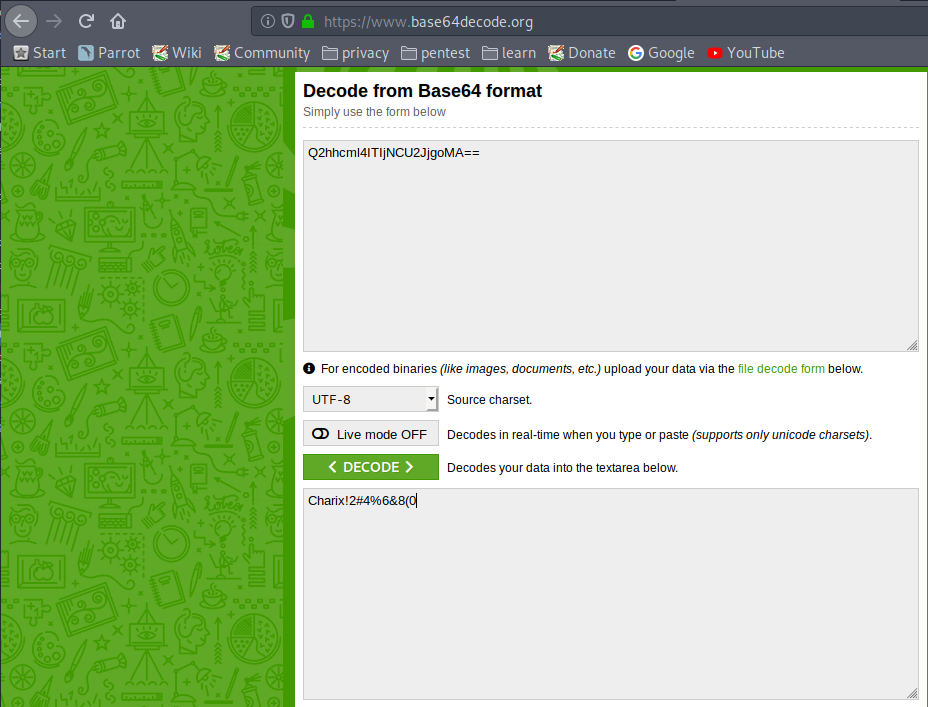 https://www.base64decode.org
Start Parrot Wiki Community privacy pentest learn Donate Google YouTube
Decode from Base64 format
Simply use the form below
Q2hhcml4ITIjNCU2JjgoMA==
For encoded binaries (like images, documents, etc.) upload your data via the file decode form below.
UTF-8 Source charset.
Live mode OFF Decodes in real-time when you type or paste (supports only unicode charsets).
< DECODE > Decodes your data into the textarea below.
Charix!2#4%6&8(0